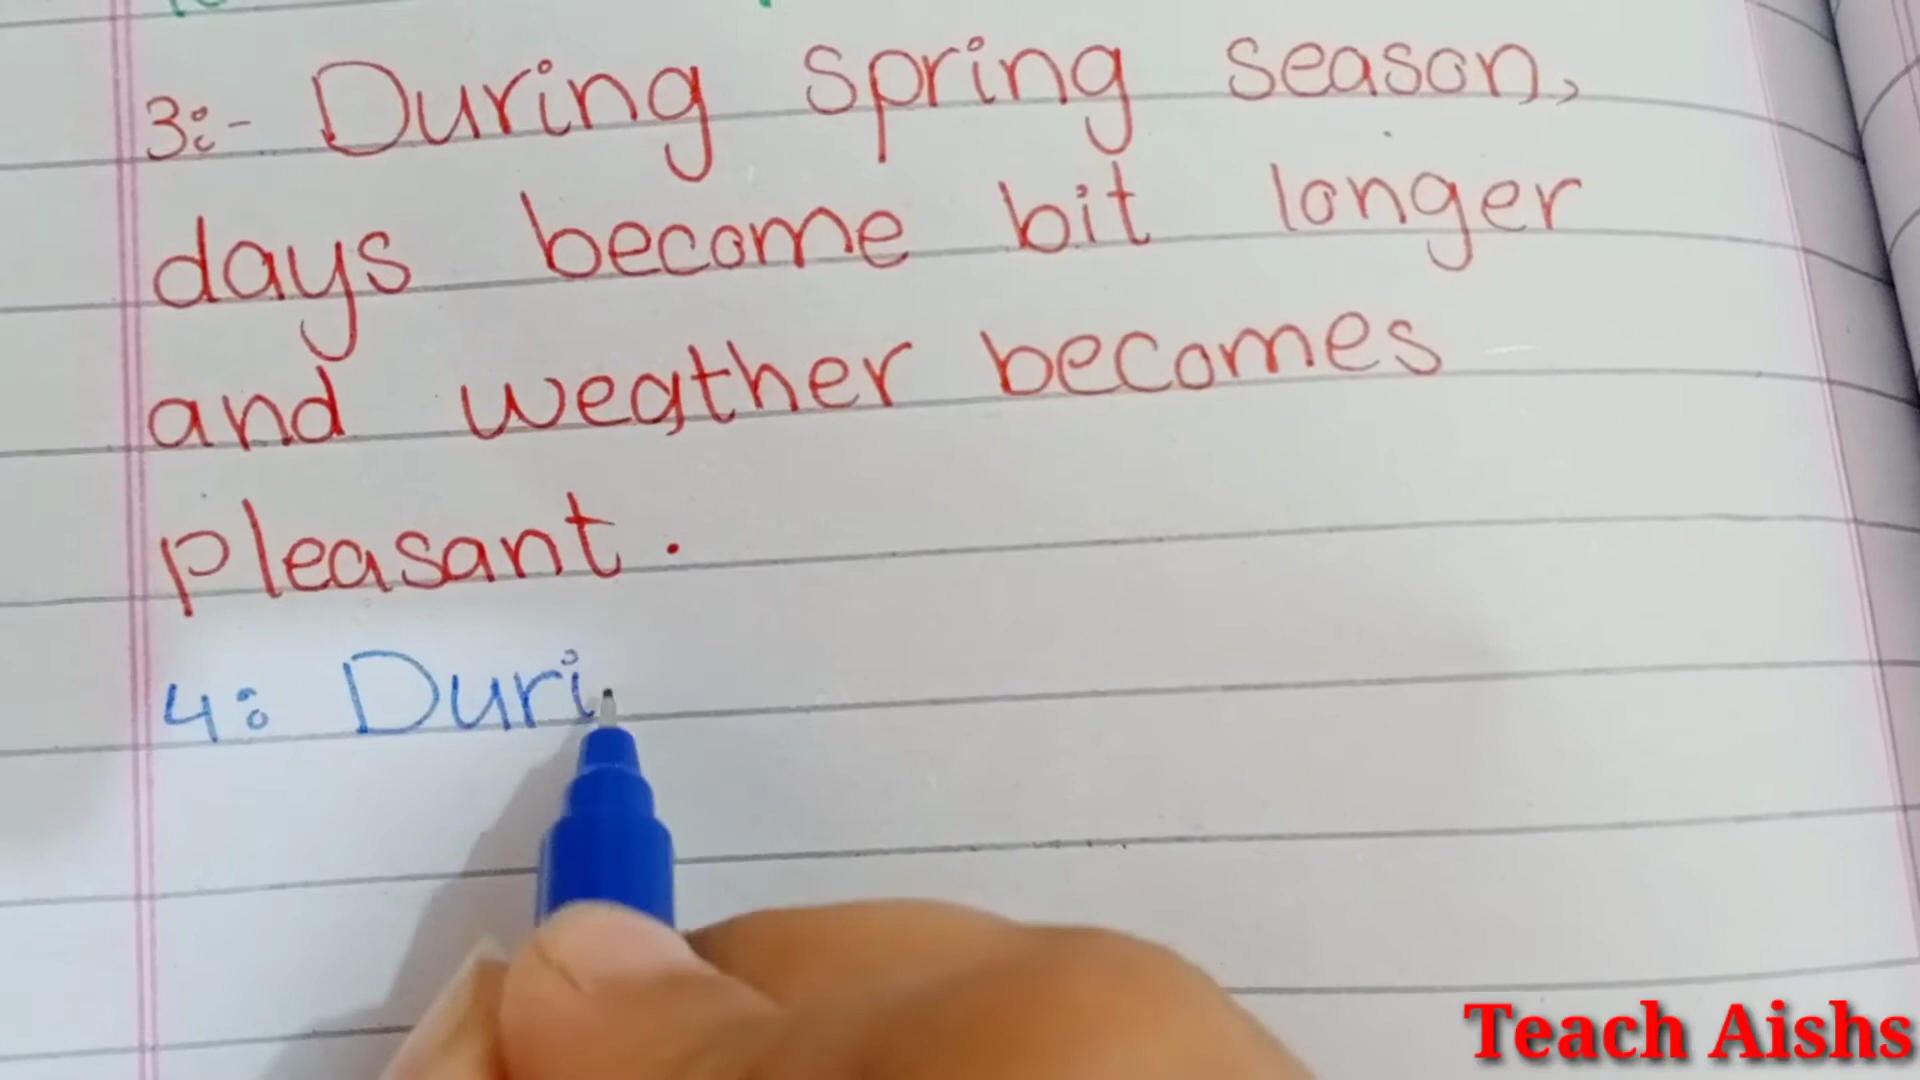 3:- During spring season,
days become bit longer
and weather becomes
pleasant.
4: Duri
Teach Aishs